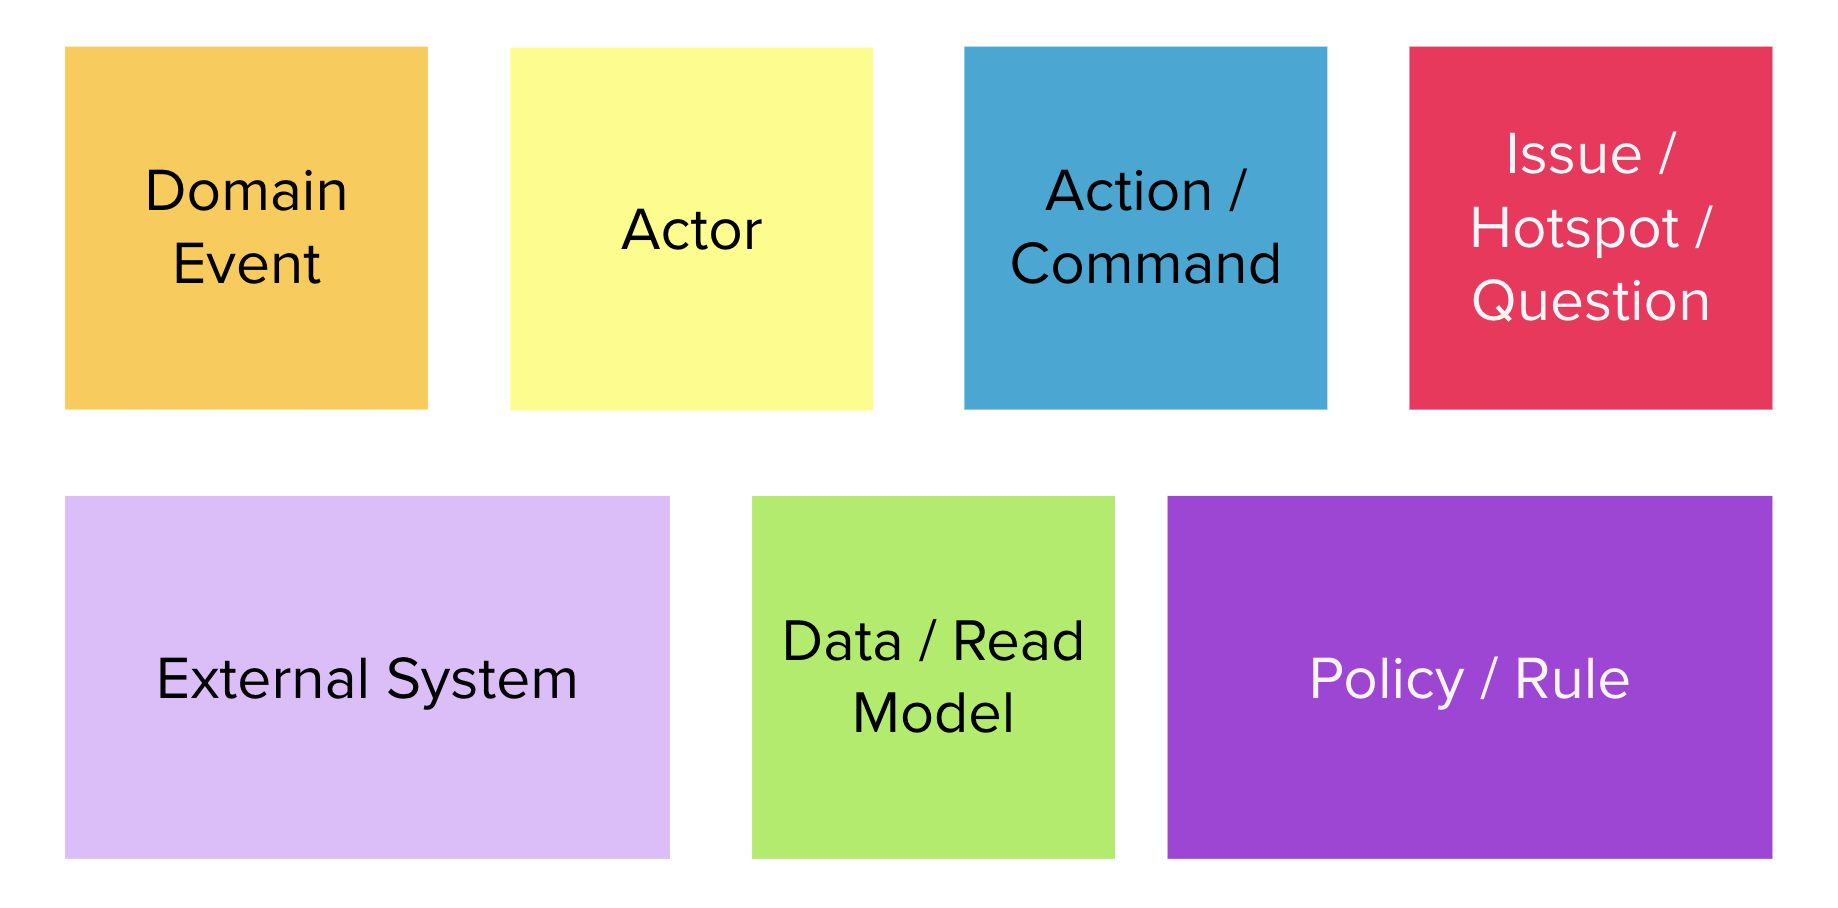 Domain
Event
Actor
Action /
Command
Issue /
Hotspot /
Question
External System
Data / Read
Model
Policy / Rule